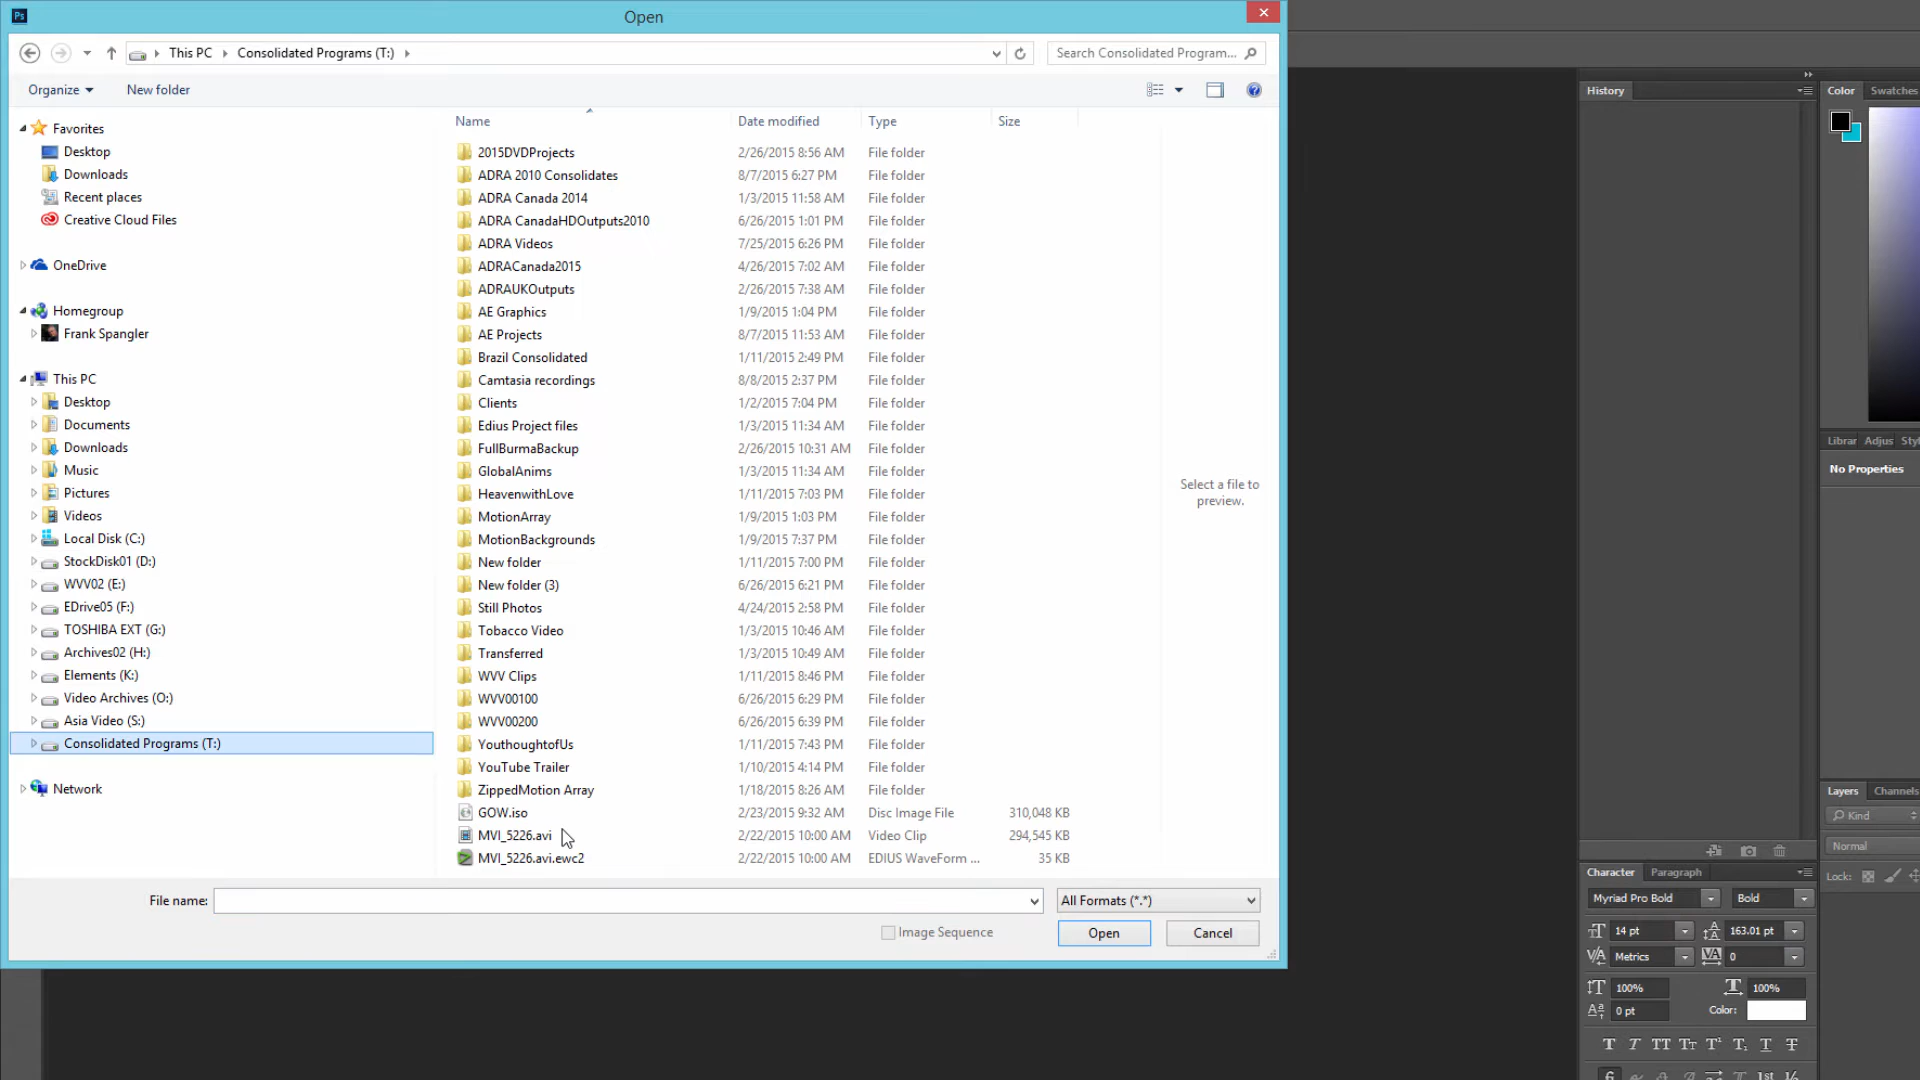 Ps
Open
This PC
Consolidated Programs (T:)
Search Consolidated Program...
Organize
New folder
Name
Date modified
Type
Size
Favorites
Desktop
Downloads
Recent places
Creative Cloud Files
OneDrive
Homegroup
Frank Spangler
This PC
Desktop
Documents
Downloads
Music
Pictures
Videos
Local Disk (C:)
StockDisk01 (D:)
WVV02 (E:)
EDrive05 (F:)
TOSHIBA EXT (G:)
Archives02 (H:)
Elements (K:)
Video Archives (O:)
Asia Video (S:)
Consolidated Programs (T:)
Network
2015DVDProjects 2/26/2015 8:56 AM File folder
ADRA 2010 Consolidates 8/7/2015 6:27 PM File folder
ADRA Canada 2014 1/3/2015 11:58 AM File folder
ADRA CanadaHDOutputs2010 6/26/2015 1:01 PM File folder
ADRA Videos 7/25/2015 6:26 PM File folder
ADRACanada2015 4/26/2015 7:02 AM File folder
ADRAUKOutputs 2/26/2015 7:38 AM File folder
AE Graphics 1/9/2015 1:04 PM File folder
AE Projects 8/7/2015 11:53 AM File folder
Brazil Consolidated 1/11/2015 2:49 PM File folder
Camtasia recordings 8/8/2015 2:37 PM File folder
Clients 1/2/2015 7:04 PM File folder
Edius Project files 1/3/2015 11:34 AM File folder
FullBurmaBackup 2/26/2015 10:31 AM File folder
GlobalAnims 1/3/2015 11:34 AM File folder
HeavenwithLove 1/11/2015 7:03 PM File folder
MotionArray 1/9/2015 1:03 PM File folder
MotionBackgrounds 1/9/2015 7:37 PM File folder
New folder 1/11/2015 7:00 PM File folder
New folder (3) 6/26/2015 6:21 PM File folder
Still Photos 4/24/2015 2:58 PM File folder
Tobacco Video 1/3/2015 10:46 AM File folder
Transferred 1/3/2015 10:49 AM File folder
WVV Clips 1/11/2015 8:46 PM File folder
WVV00100 6/26/2015 6:29 PM File folder
WVV00200 6/26/2015 6:39 PM File folder
YouthoughtofUs 1/11/2015 7:43 PM File folder
YouTube Trailer 1/10/2015 4:14 PM File folder
ZippedMotion Array 1/18/2015 8:26 AM File folder
GOW.iso 2/23/2015 9:32 AM Disc Image File 310,048 KB
MVI_5226.avi 2/22/2015 10:00 AM Video Clip 294,545 KB
MVI_5226.avi.ewc2 2/22/2015 10:00 AM EDIUS WaveForm ... 35 KB
Select a file to
preview.
File name:
All Formats (*.*)
Image Sequence
Open
Cancel
History
Color Swatches
Librar Adjus Styl
No Properties
Layers Channels
Kind
Normal
Lock:
Character Paragraph
Myriad Pro Bold Bold
14 pt 163.01 pt
Metrics 0
100% 100%
0 pt Color:
T T TT Tт T¹ T₁ T T
fi 1st ½